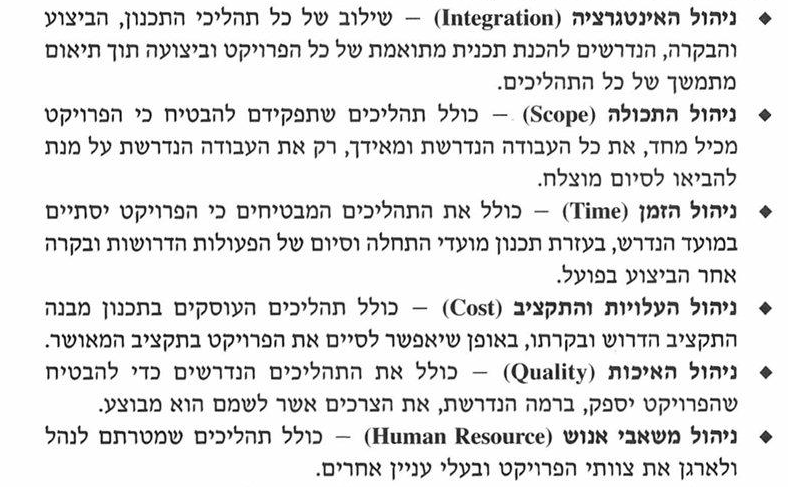 ◆ ניהול האינטגרציה (Integration) – שילוב של כל תהליכי התכנון, הביצוע
והבקרה, הנדרשים להכנת תכנית מתואמת של כל הפרויקט וביצועה תוך תיאום
מתמשך של כל התהליכים.
◆ ניהול התכולה (Scope) – כולל תהליכים שתפקידם להבטיח כי הפרויקט
מכיל מחד, את כל העבודה הנדרשת ומאידך, רק את העבודה הנדרשת על מנת
להביאו לסיום מוצלח.
◆ ניהול הזמן (Time) – כולל את התהליכים המבטיחים כי הפרויקט יסתיים
במועד הנדרש, בעזרת תכנון מועדי התחלה וסיום של הפעולות הדרושות ובקרה
אחר הביצוע בפועל.
◆ ניהול העלויות והתקציב (Cost) – כולל תהליכים העוסקים בתכנון מבנה
התקציב הדרוש ובקרתו, באופן שיאפשר לסיים את הפרויקט בתקציב המאושר.
◆ ניהול האיכות (Quality) – כולל את התהליכים הנדרשים כדי להבטיח
שהפרויקט יספק, ברמה הנדרשת, את הצרכים אשר לשמם הוא מבוצע.
◆ ניהול משאבי אנוש (Human Resource) – כולל תהליכים שמטרתם לנהל
ולארגן את צוותי הפרויקט ובעלי עניין אחרים.